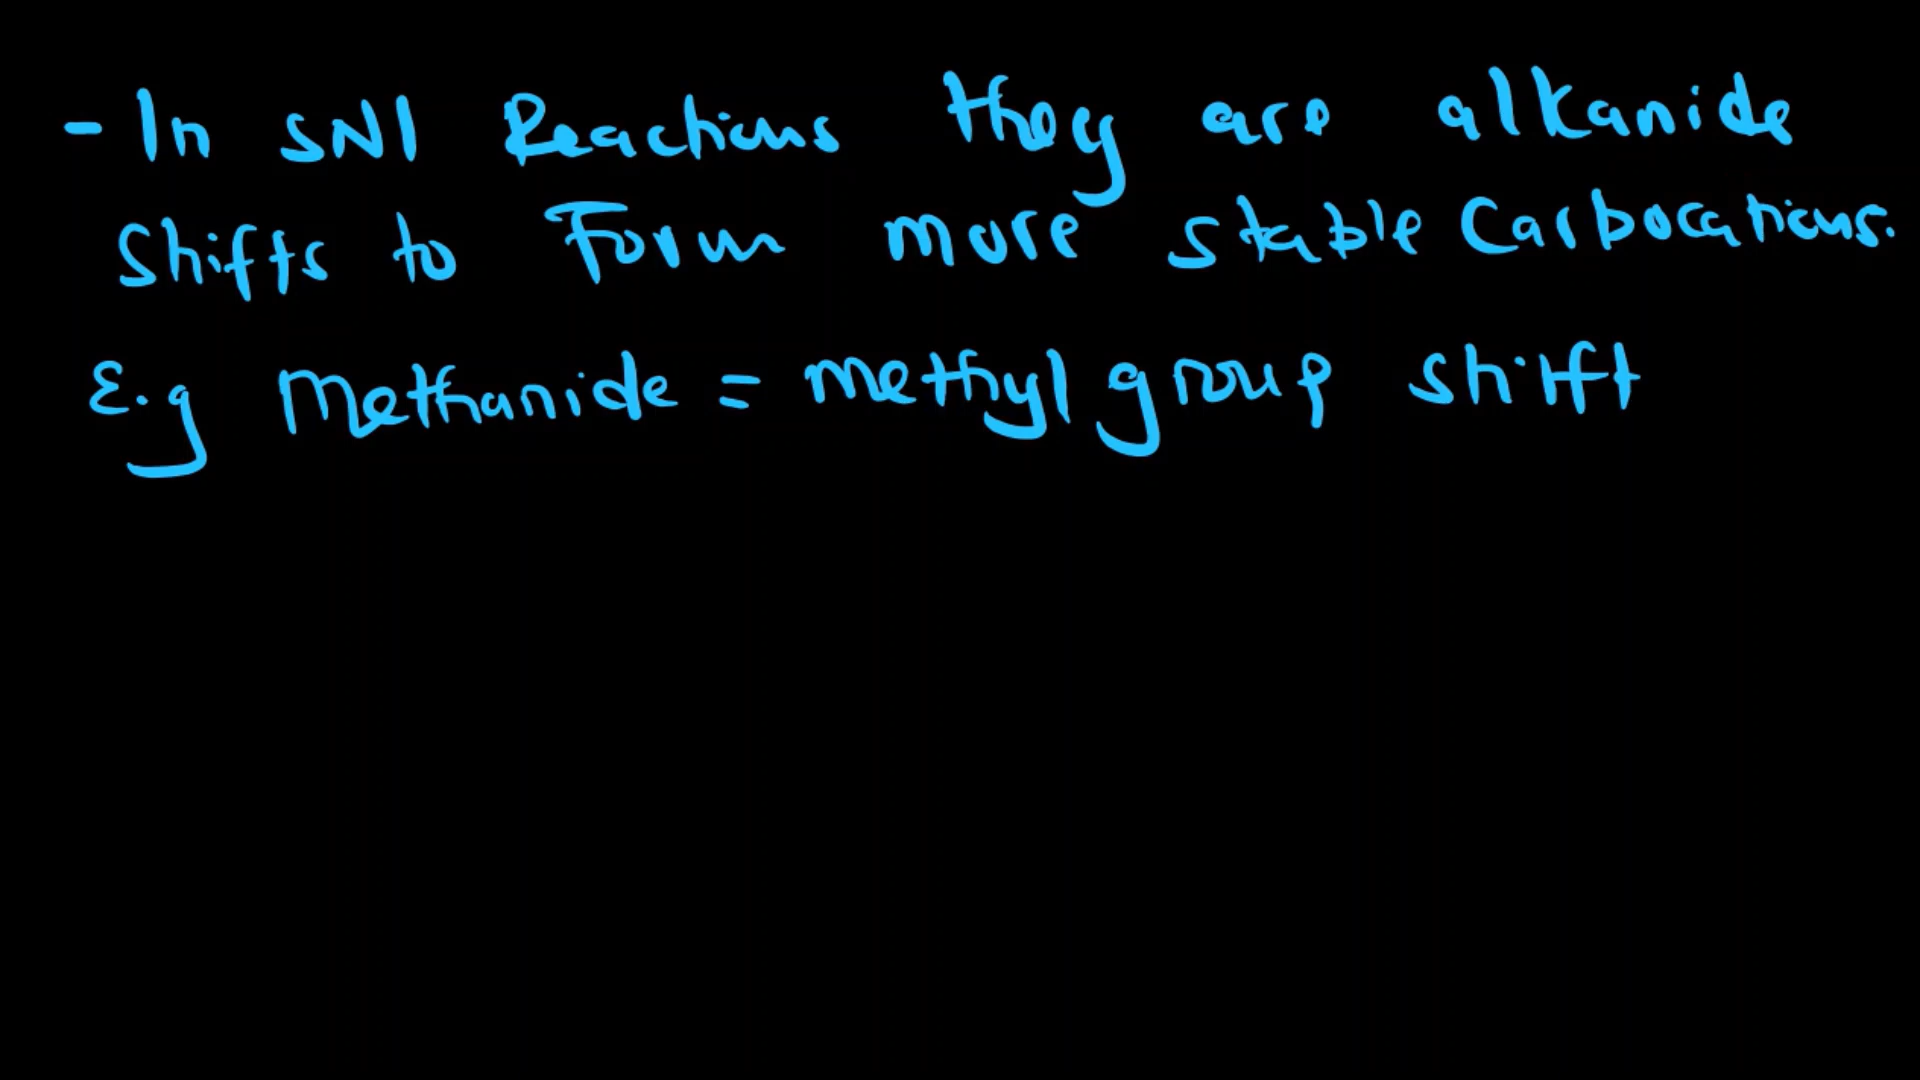 - In SN1 Reactions they are alkanide
Shifts to Form more stable Carbocations.
E.g Methanide = methyl group shift